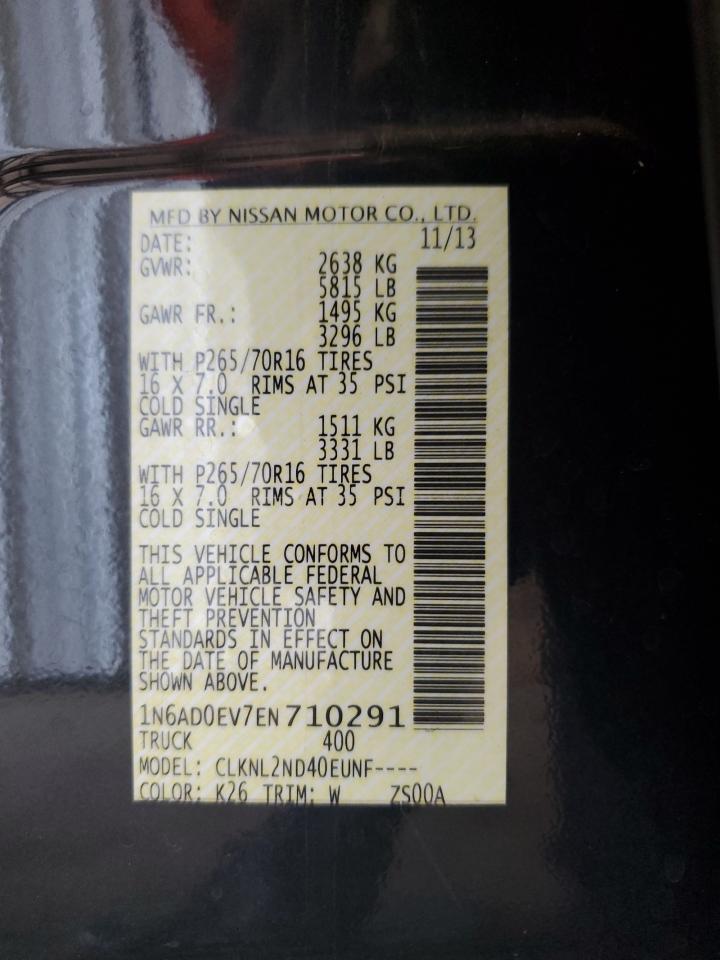 MFD BY NISSAN MOTOR CO., LTD.
DATE: 11/13
GVWR: 2638 KG
5815 LB
GAWR FR.: 1495 KG
3296 LB
WITH P265/70R16 TIRES
16 X 7.0 RIMS AT 35 PSI
COLD SINGLE
GAWR RR.: 1511 KG
3331 LB
WITH P265/70R16 TIRES
16 X 7.0 RIMS AT 35 PSI
COLD SINGLE
THIS VEHICLE CONFORMS TO
ALL APPLICABLE FEDERAL
MOTOR VEHICLE SAFETY AND
THEFT PREVENTION
STANDARDS IN EFFECT ON
THE DATE OF MANUFACTURE
SHOWN ABOVE.
1N6AD0EV7EN710291
TRUCK 400
MODEL: CLKNL2ND40EUNF----
COLOR: K26 TRIM: W ZS00A